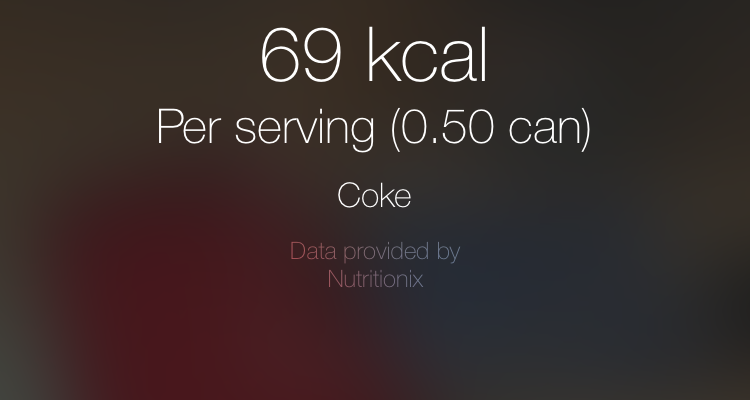 69 kcal
Per serving (0.50 can)
Coke
Data provided by
Nutritionix